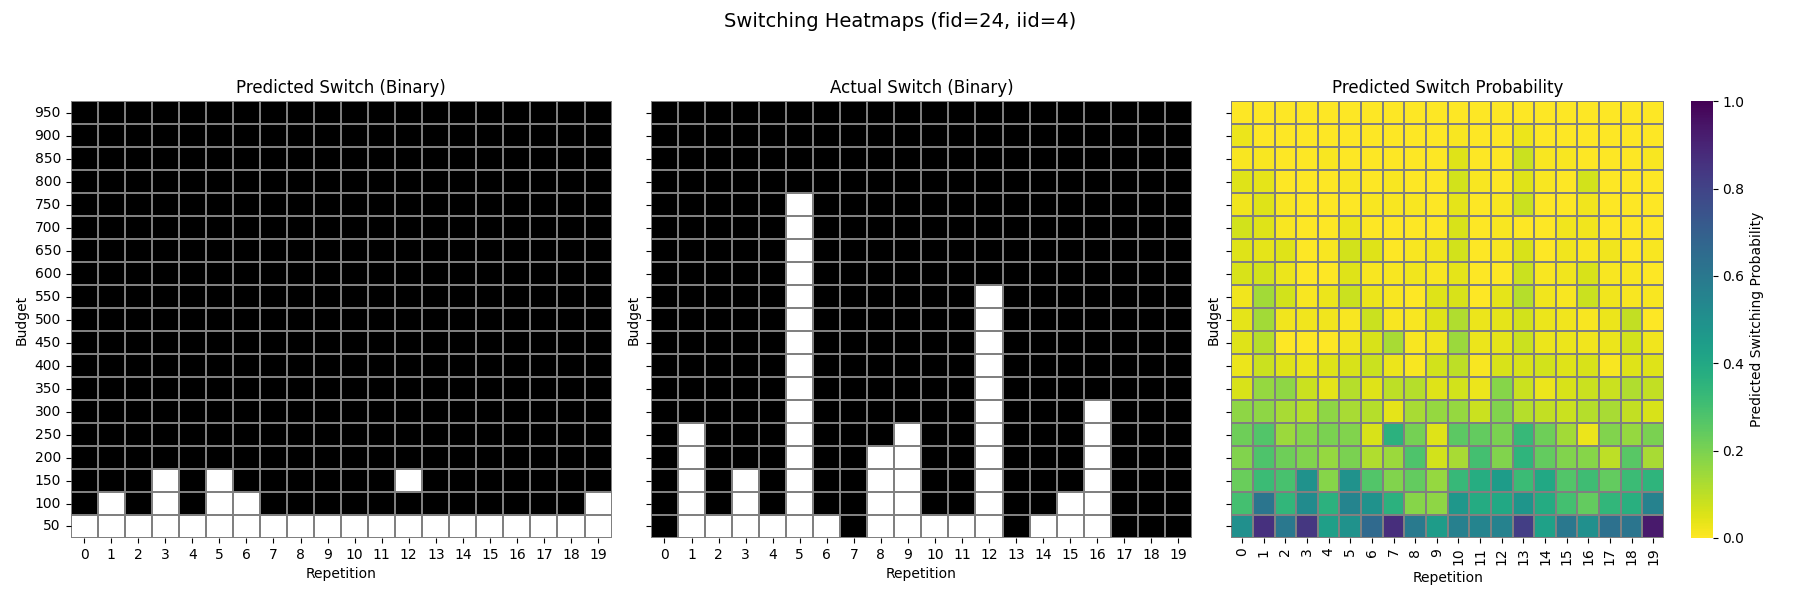 Switching Heatmaps (fid=24, iid=4)
Predicted Switch (Binary)
Budget
950
900
850
800
750
700
650
600
550
500
450
400
350
300
250
200
150
100
50
0 1 2 3 4 5 6 7 8 9 10 11 12 13 14 15 16 17 18 19
Repetition
Actual Switch (Binary)
Budget
0 1 2 3 4 5 6 7 8 9 10 11 12 13 14 15 16 17 18 19
Repetition
Predicted Switch Probability
Budget
0 1 2 3 4 5 6 7 8 9 10 11 12 13 14 15 16 17 18 19
Repetition
1.0
0.8
0.6
0.4
0.2
0.0
Predicted Switching Probability